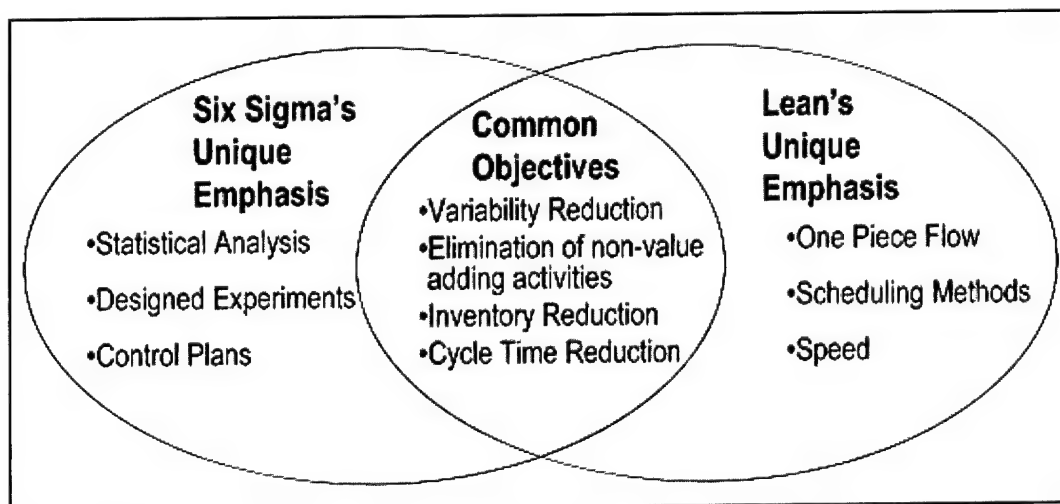 Six Sigma's
Unique
Emphasis
•Statistical Analysis
•Designed Experiments
•Control Plans
Common
Objectives
•Variability Reduction
•Elimination of non-value
adding activities
•Inventory Reduction
•Cycle Time Reduction
Lean's
Unique
Emphasis
•One Piece Flow
•Scheduling Methods
•Speed